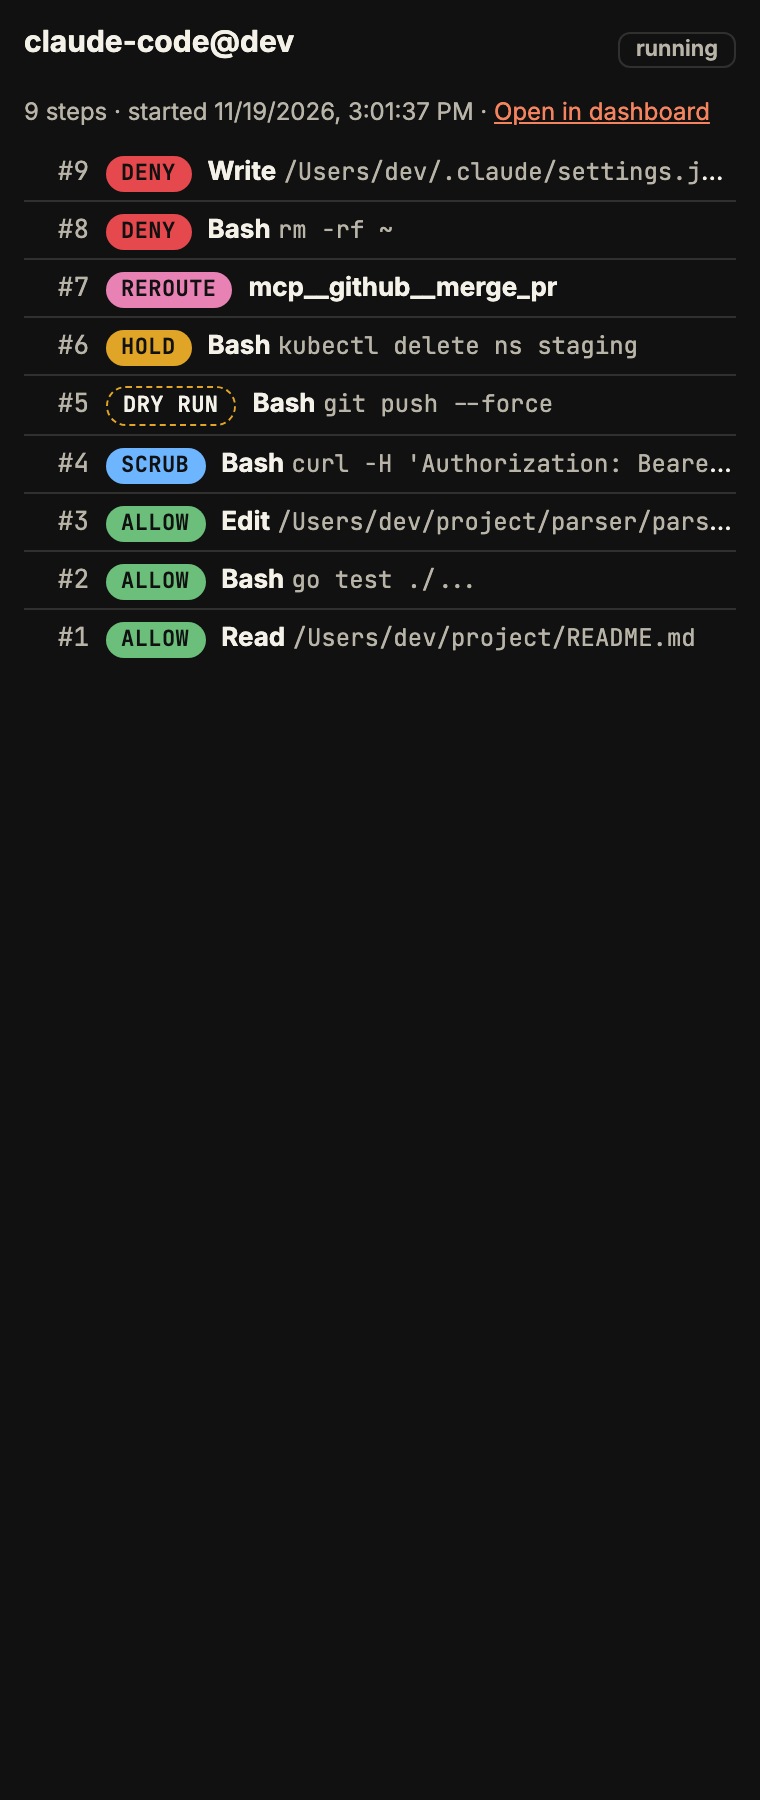 claude-code@dev
running
9 steps · started 11/19/2026, 3:01:37 PM · Open in dashboard
#9 DENY Write /Users/dev/.claude/settings.j…
#8 DENY Bash rm -rf ~
#7 REROUTE mcp__github__merge_pr
#6 HOLD Bash kubectl delete ns staging
#5 DRY RUN Bash git push --force
#4 SCRUB Bash curl -H 'Authorization: Beare…
#3 ALLOW Edit /Users/dev/project/parser/pars…
#2 ALLOW Bash go test ./...
#1 ALLOW Read /Users/dev/project/README.md